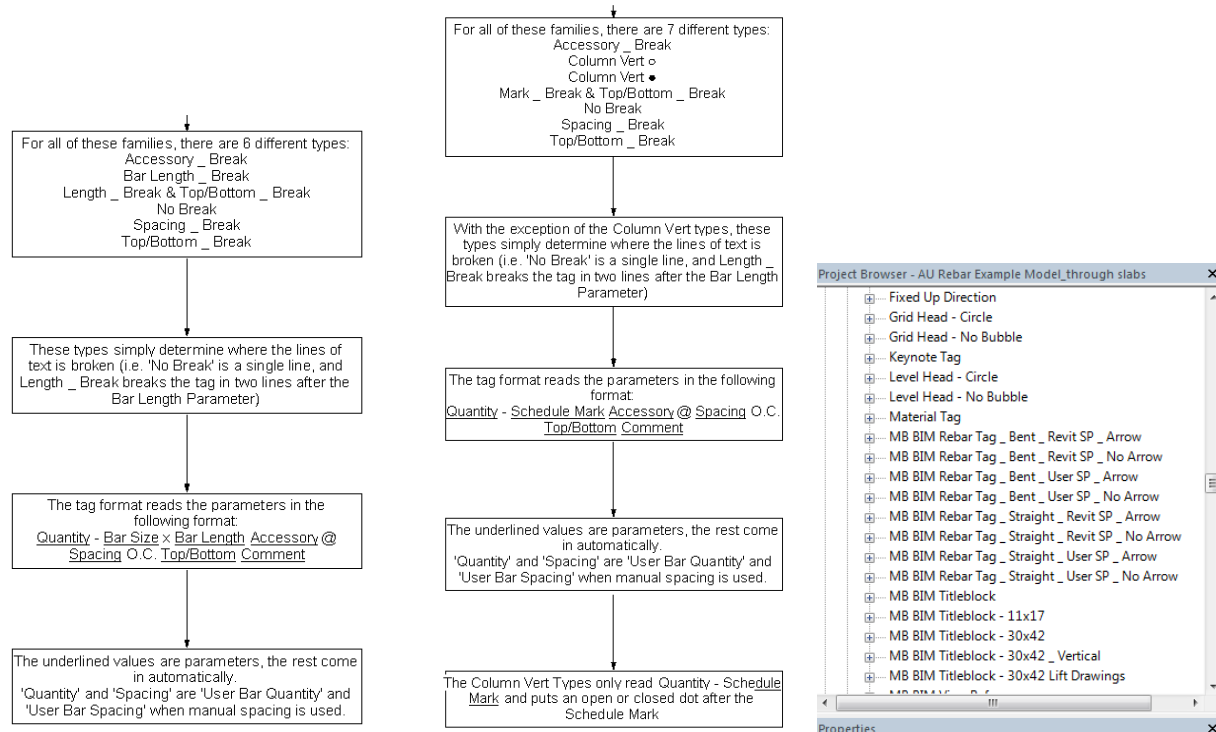 For all of these families, there are 6 different types:
Accessory _ Break
Bar Length _ Break
Length _ Break & Top/Bottom _ Break
No Break
Spacing _ Break
Top/Bottom _ Break
These types simply determine where the lines of
text is broken (i.e. 'No Break' is a single line, and
Length _ Break breaks the tag in two lines after the
Bar Length Parameter)
The tag format reads the parameters in the
following format:
Quantity - Bar Size x Bar Length Accessory @
Spacing O.C. Top/Bottom Comment
The underlined values are parameters, the rest come
in automatically.
'Quantity' and 'Spacing' are 'User Bar Quantity' and
'User Bar Spacing' when manual spacing is used.
For all of these families, there are 7 different types:
Accessory _ Break
Column Vert ○
Column Vert ●
Mark _ Break & Top/Bottom _ Break
No Break
Spacing _ Break
Top/Bottom _ Break
With the exception of the Column Vert types, these
types simply determine where the lines of text is
broken (i.e. 'No Break' is a single line, and Length _
Break breaks the tag in two lines after the Bar Length
Parameter)
The tag format reads the parameters in the following
format:
Quantity - Schedule Mark Accessory @ Spacing O.C.
Top/Bottom Comment
The underlined values are parameters, the rest come
in automatically.
'Quantity' and 'Spacing' are 'User Bar Quantity' and
'User Bar Spacing' when manual spacing is used.
The Column Vert Types only read Quantity - Schedule
Mark and puts an open or closed dot after the
Schedule Mark
Project Browser - AU Rebar Example Model_through slabs
Fixed Up Direction
Grid Head - Circle
Grid Head - No Bubble
Keynote Tag
Level Head - Circle
Level Head - No Bubble
Material Tag
MB BIM Rebar Tag _ Bent _ Revit SP _ Arrow
MB BIM Rebar Tag _ Bent _ Revit SP _ No Arrow
MB BIM Rebar Tag _ Bent _ User SP _ Arrow
MB BIM Rebar Tag _ Bent _ User SP _ No Arrow
MB BIM Rebar Tag _ Straight _ Revit SP _ Arrow
MB BIM Rebar Tag _ Straight _ Revit SP _ No Arrow
MB BIM Rebar Tag _ Straight _ User SP _ Arrow
MB BIM Rebar Tag _ Straight _ User SP _ No Arrow
MB BIM Titleblock
MB BIM Titleblock - 11x17
MB BIM Titleblock - 30x42
MB BIM Titleblock - 30x42 _ Vertical
MB BIM Titleblock - 30x42 Lift Drawings
Properties